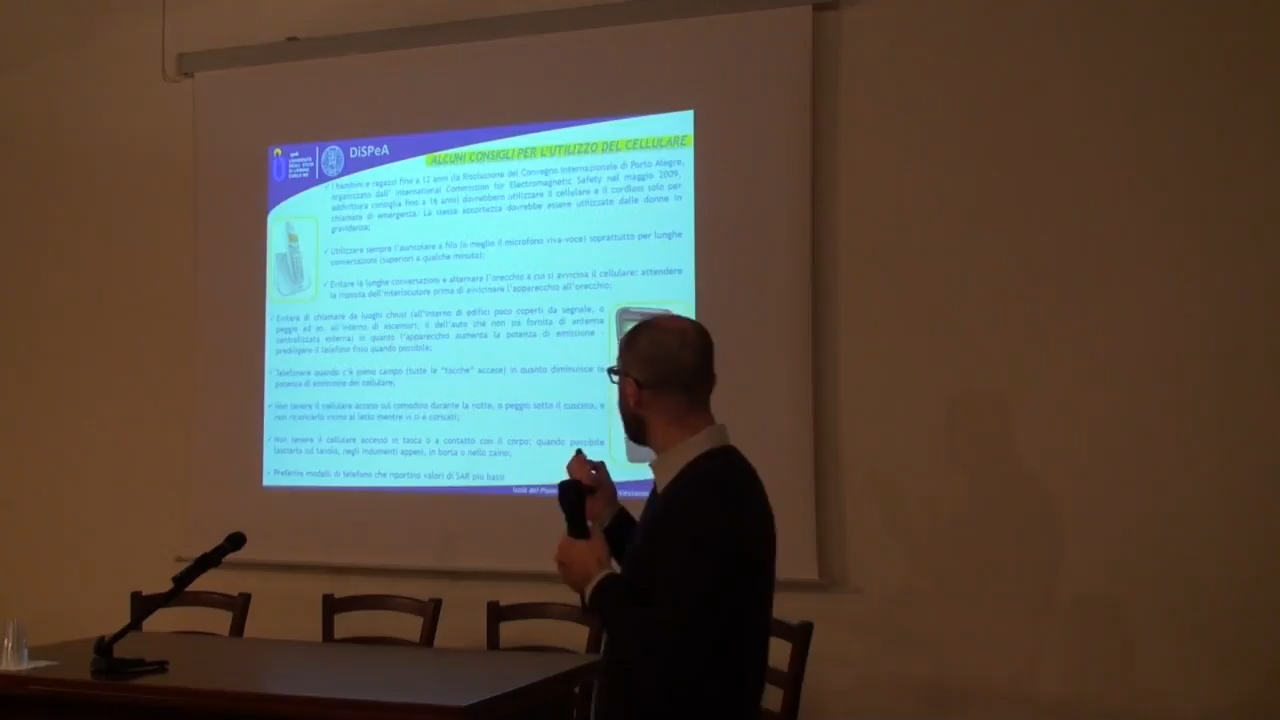 DiSPeA
ALCUNI CONSIGLI PER L'UTILIZZO DEL CELLULARE
I bambini e ragazzi fino a 12 anni (la Risoluzione del Convegno Internazionale di Porto Alegre,
organizzato dall' International Commission for Electromagnetic Safety nel maggio 2009,
addirittura consiglia fino a 16 anni) dovrebbero utilizzare il cellulare e il cordless solo per
chiamate di emergenza. La stessa accortezza dovrebbe essere utilizzata dalle donne in
gravidanza;
✓ Utilizzare sempre l'auricolare a filo (o meglio il microfono viva-voce) soprattutto per lunghe
conversazioni (superiori a qualche minuto);
✓ Evitare le lunghe conversazioni e alternare l'orecchio a cui si avvicina il cellulare: attendere
la risposta dell'interlocutore prima di avvicinare l'apparecchio all'orecchio;
Evitare di chiamare da luoghi chiusi (all'interno di edifici poco coperti da segnale, o
peggio ad es. all'interno di ascensori, o dell'auto che non sia fornita di antenna
centralizzata esterna) in quanto l'apparecchio aumenta la potenza di emissione
prediligere il telefono fisso quando possibile;
Telefonare quando c'è pieno campo (tutte le "tacche" accese) in quanto diminuisce la
potenza di emissione del cellulare;
Non tenere il cellulare acceso sul comodino durante la notte, o peggio sotto il cuscino, e
non ricaricarlo vicino al letto mentre vi si è coricati;
Non tenere il cellulare accesso in tasca o a contatto con il corpo: quando possibile
lasciarlo sul tavolo, negli indumenti appesi, in borsa o nello zaino;
Preferire modelli di telefono che riportino valori di SAR più bassi